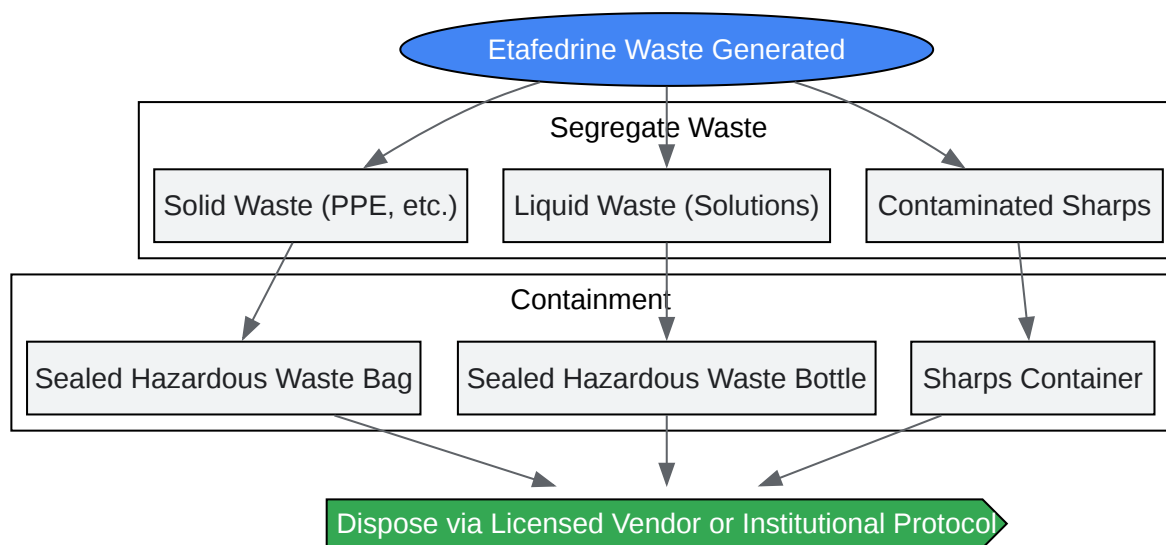 Etafedrine Waste Generated
Segregate Waste
Solid Waste (PPE, etc.)
Liquid Waste (Solutions)
Contaminated Sharps
Containment
Sealed Hazardous Waste Bag
Sealed Hazardous Waste Bottle
Sharps Container
Dispose via Licensed Vendor or Institutional Protocol